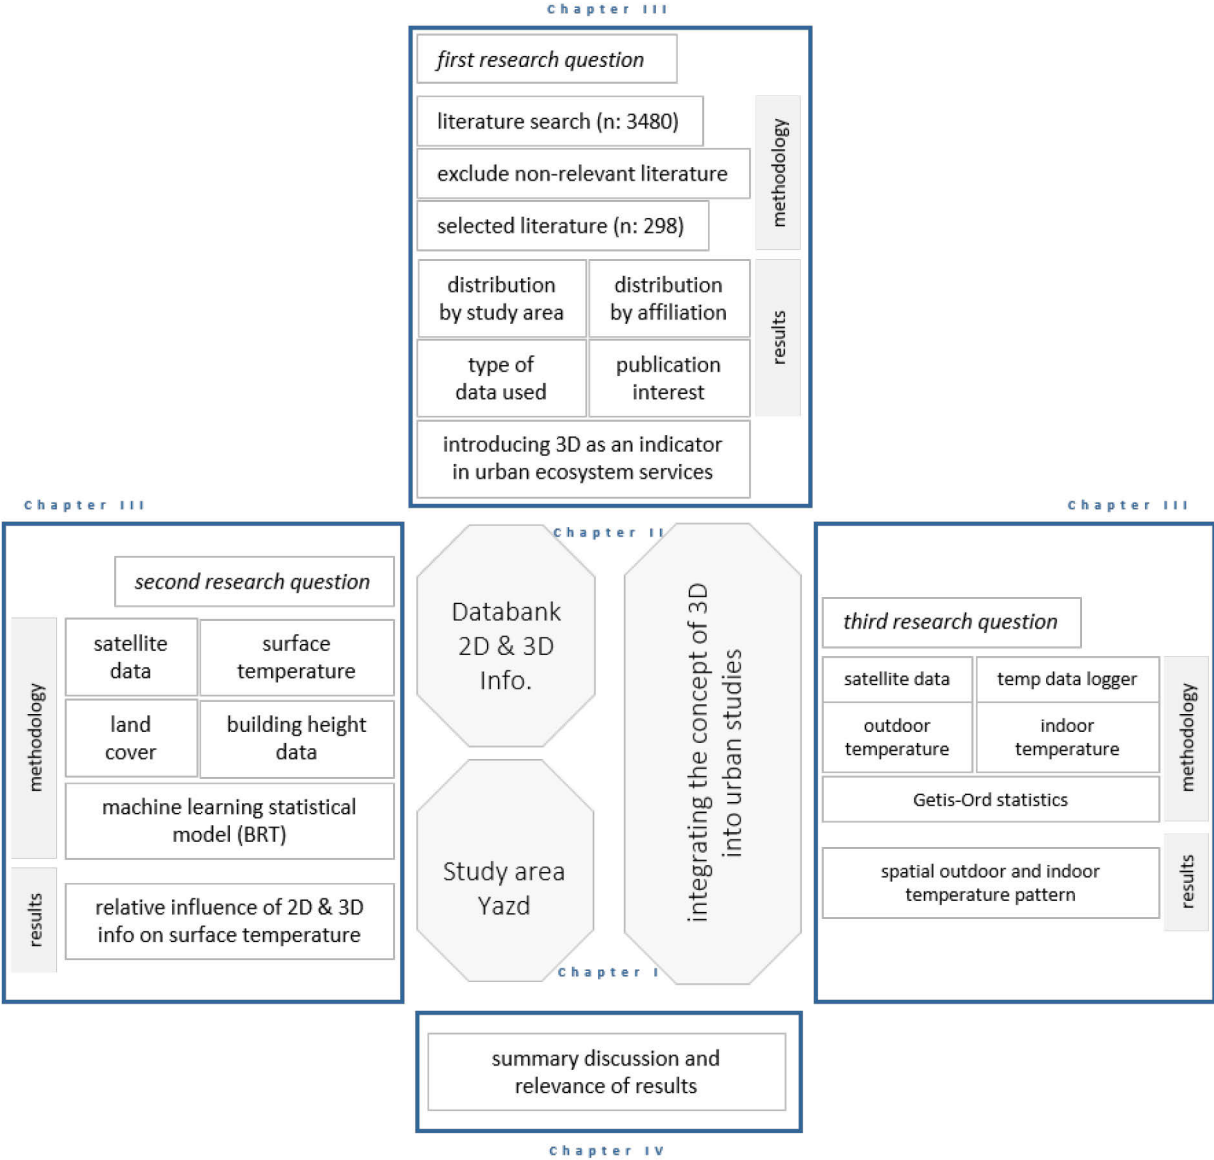 Chapter III
first research question
literature search (n: 3480)
exclude non-relevant literature
selected literature (n: 298)
methodology
distribution
by study area
distribution
by affiliation
type of
data used
publication
interest
results
introducing 3D as an indicator
in urban ecosystem services
Chapter III
second research question
methodology
satellite
data
surface
temperature
land
cover
building height
data
machine learning statistical
model (BRT)
results
relative influence of 2D & 3D
info on surface temperature
Chapter II
Databank
2D & 3D
Info.
Study area
Yazd
integrating the concept of 3D
into urban studies
Chapter I
Chapter III
third research question
satellite data
temp data logger
outdoor
temperature
indoor
temperature
Getis-Ord statistics
methodology
spatial outdoor and indoor
temperature pattern
results
summary discussion and
relevance of results
Chapter IV